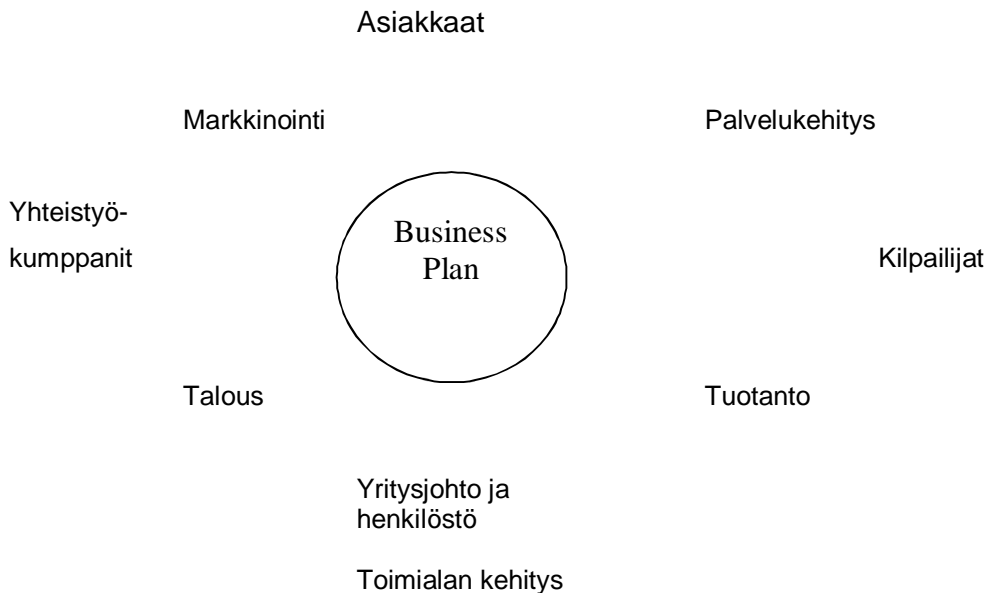 Asiakkaat
Markkinointi
Palvelukehitys
Yhteistyö-
kumppanit
Business
Plan
Kilpailijat
Talous
Tuotanto
Yritysjohto ja
henkilöstö
Toimialan kehitys